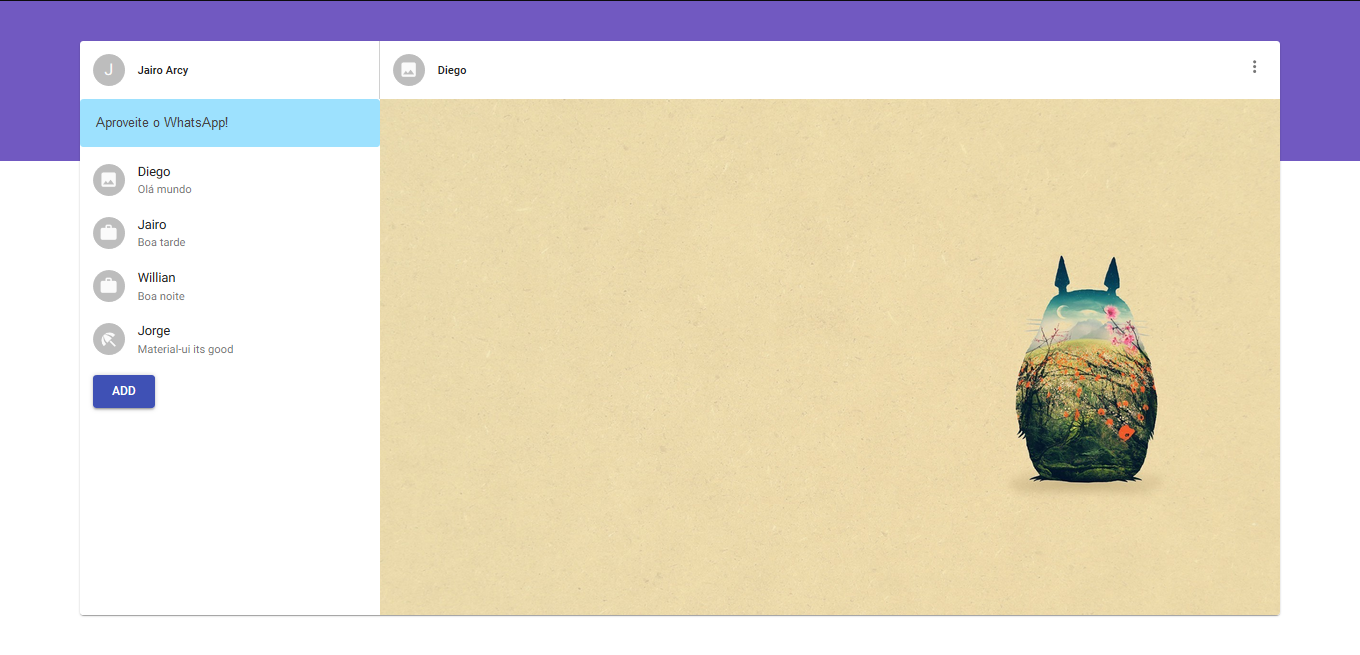 J
Jairo Arcy
Diego
Aproveite o WhatsApp!
Diego
Olá mundo
Jairo
Boa tarde
Willian
Boa noite
Jorge
Material-ui its good
ADD